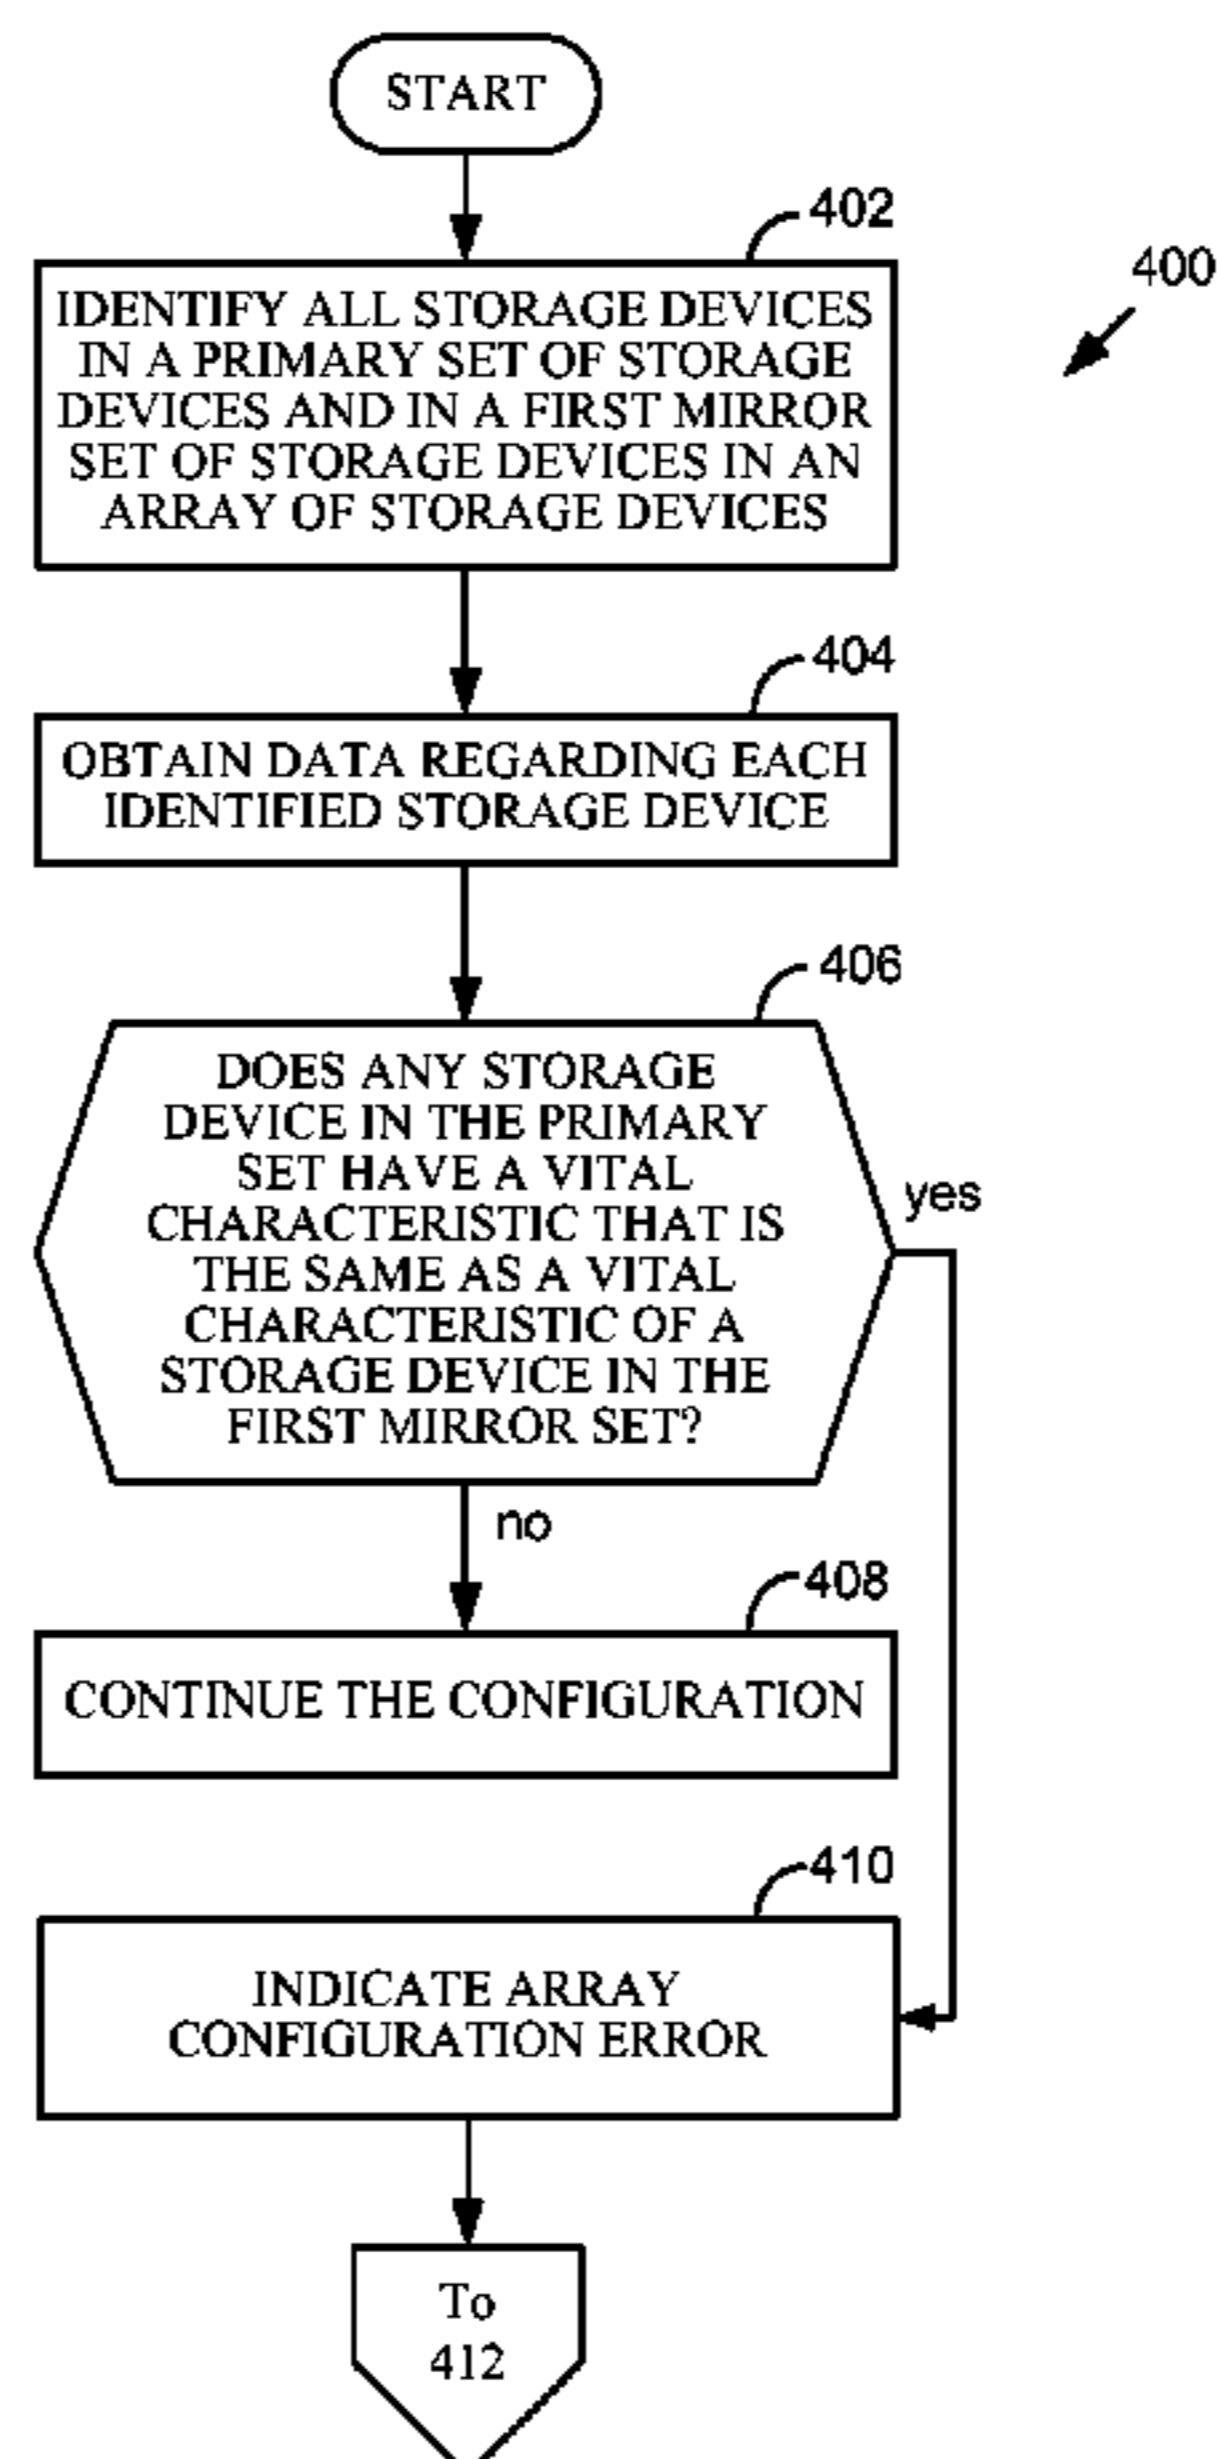 START
402
400
IDENTIFY ALL STORAGE DEVICES
IN A PRIMARY SET OF STORAGE
DEVICES AND IN A FIRST MIRROR
SET OF STORAGE DEVICES IN AN
ARRAY OF STORAGE DEVICES
404
OBTAIN DATA REGARDING EACH
IDENTIFIED STORAGE DEVICE
406
DOES ANY STORAGE
DEVICE IN THE PRIMARY
SET HAVE A VITAL
CHARACTERISTIC THAT IS
THE SAME AS A VITAL
CHARACTERISTIC OF A
STORAGE DEVICE IN THE
FIRST MIRROR SET?
yes
no
408
CONTINUE THE CONFIGURATION
410
INDICATE ARRAY
CONFIGURATION ERROR
To
412